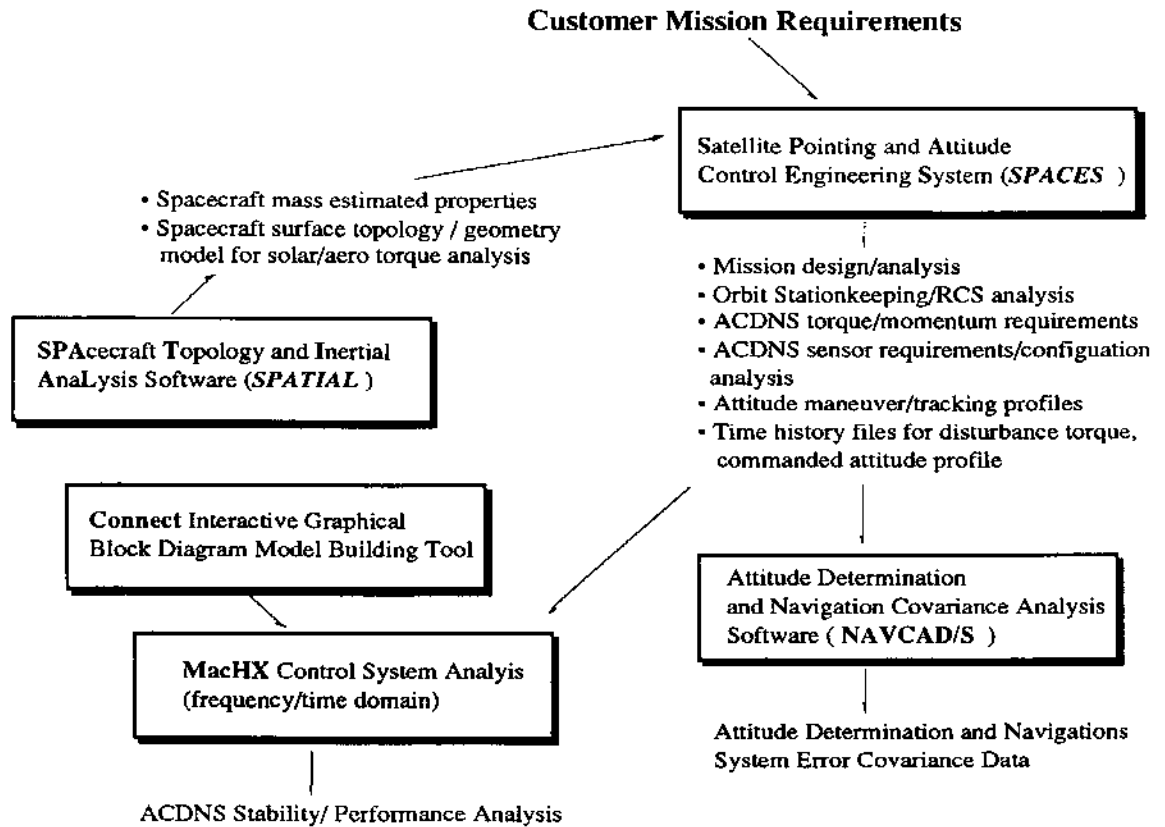 Customer Mission Requirements
Satellite Pointing and Attitude
Control Engineering System (SPACES )
• Spacecraft mass estimated properties
• Spacecraft surface topology / geometry
model for solar/aero torque analysis
• Mission design/analysis
• Orbit Stationkeeping/RCS analysis
• ACDNS torque/momentum requirements
• ACDNS sensor requirements/configuation
analysis
• Attitude maneuver/tracking profiles
• Time history files for disturbance torque,
commanded attitude profile
SPAcecraft Topology and Inertial
AnaLysis Software (SPATIAL )
Connect Interactive Graphical
Block Diagram Model Building Tool
Attitude Determination
and Navigation Covariance Analysis
Software ( NAVCAD/S )
MacHX Control System Analyis
(frequency/time domain)
Attitude Determination and Navigations
System Error Covariance Data
ACDNS Stability/ Performance Analysis